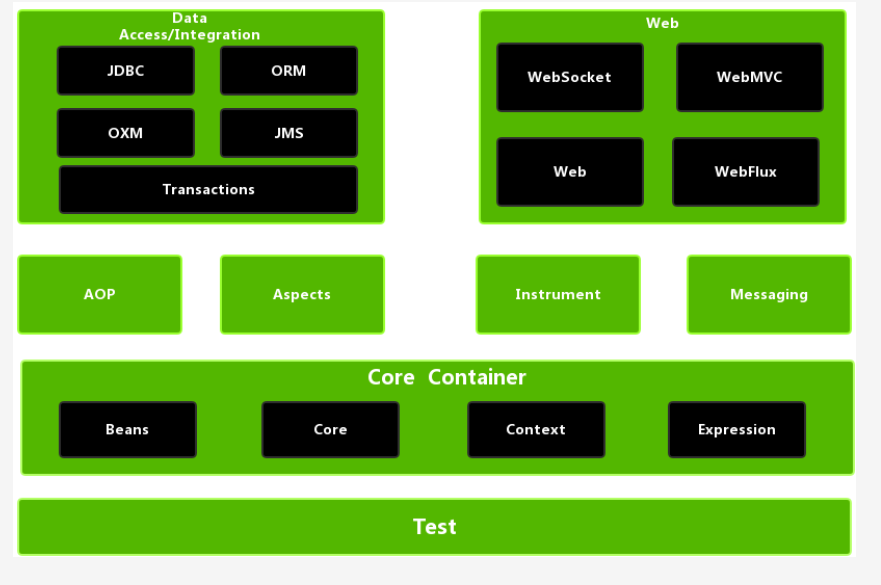 Data
Access/Integration
JDBC
ORM
OXM
JMS
Transactions
Web
WebSocket
WebMVC
Web
WebFlux
AOP
Aspects
Instrument
Messaging
Core Container
Beans
Core
Context
Expression
Test